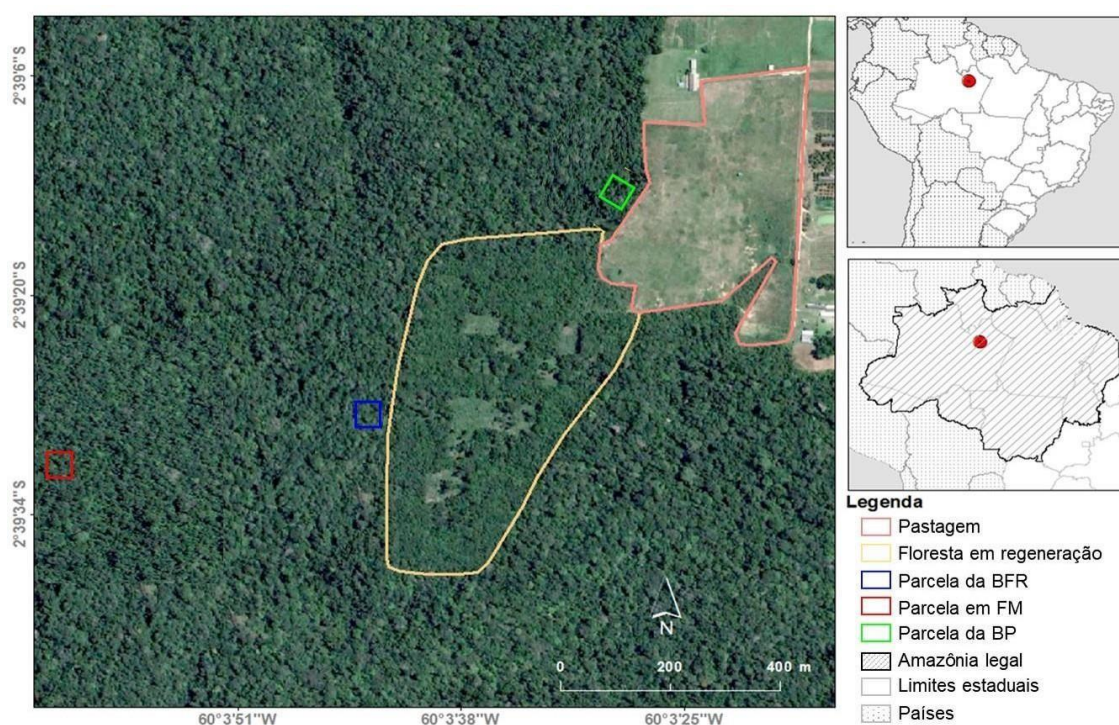 2°39'6"S
2°39'20"S
2°39'34"S
N
0 200 400 m
60°3'51"W 60°3'38"W 60°3'25"W
Legenda
Pastagem
Floresta em regeneração
Parcela da BFR
Parcela em FM
Parcela da BP
Amazônia legal
Limites estaduais
Países